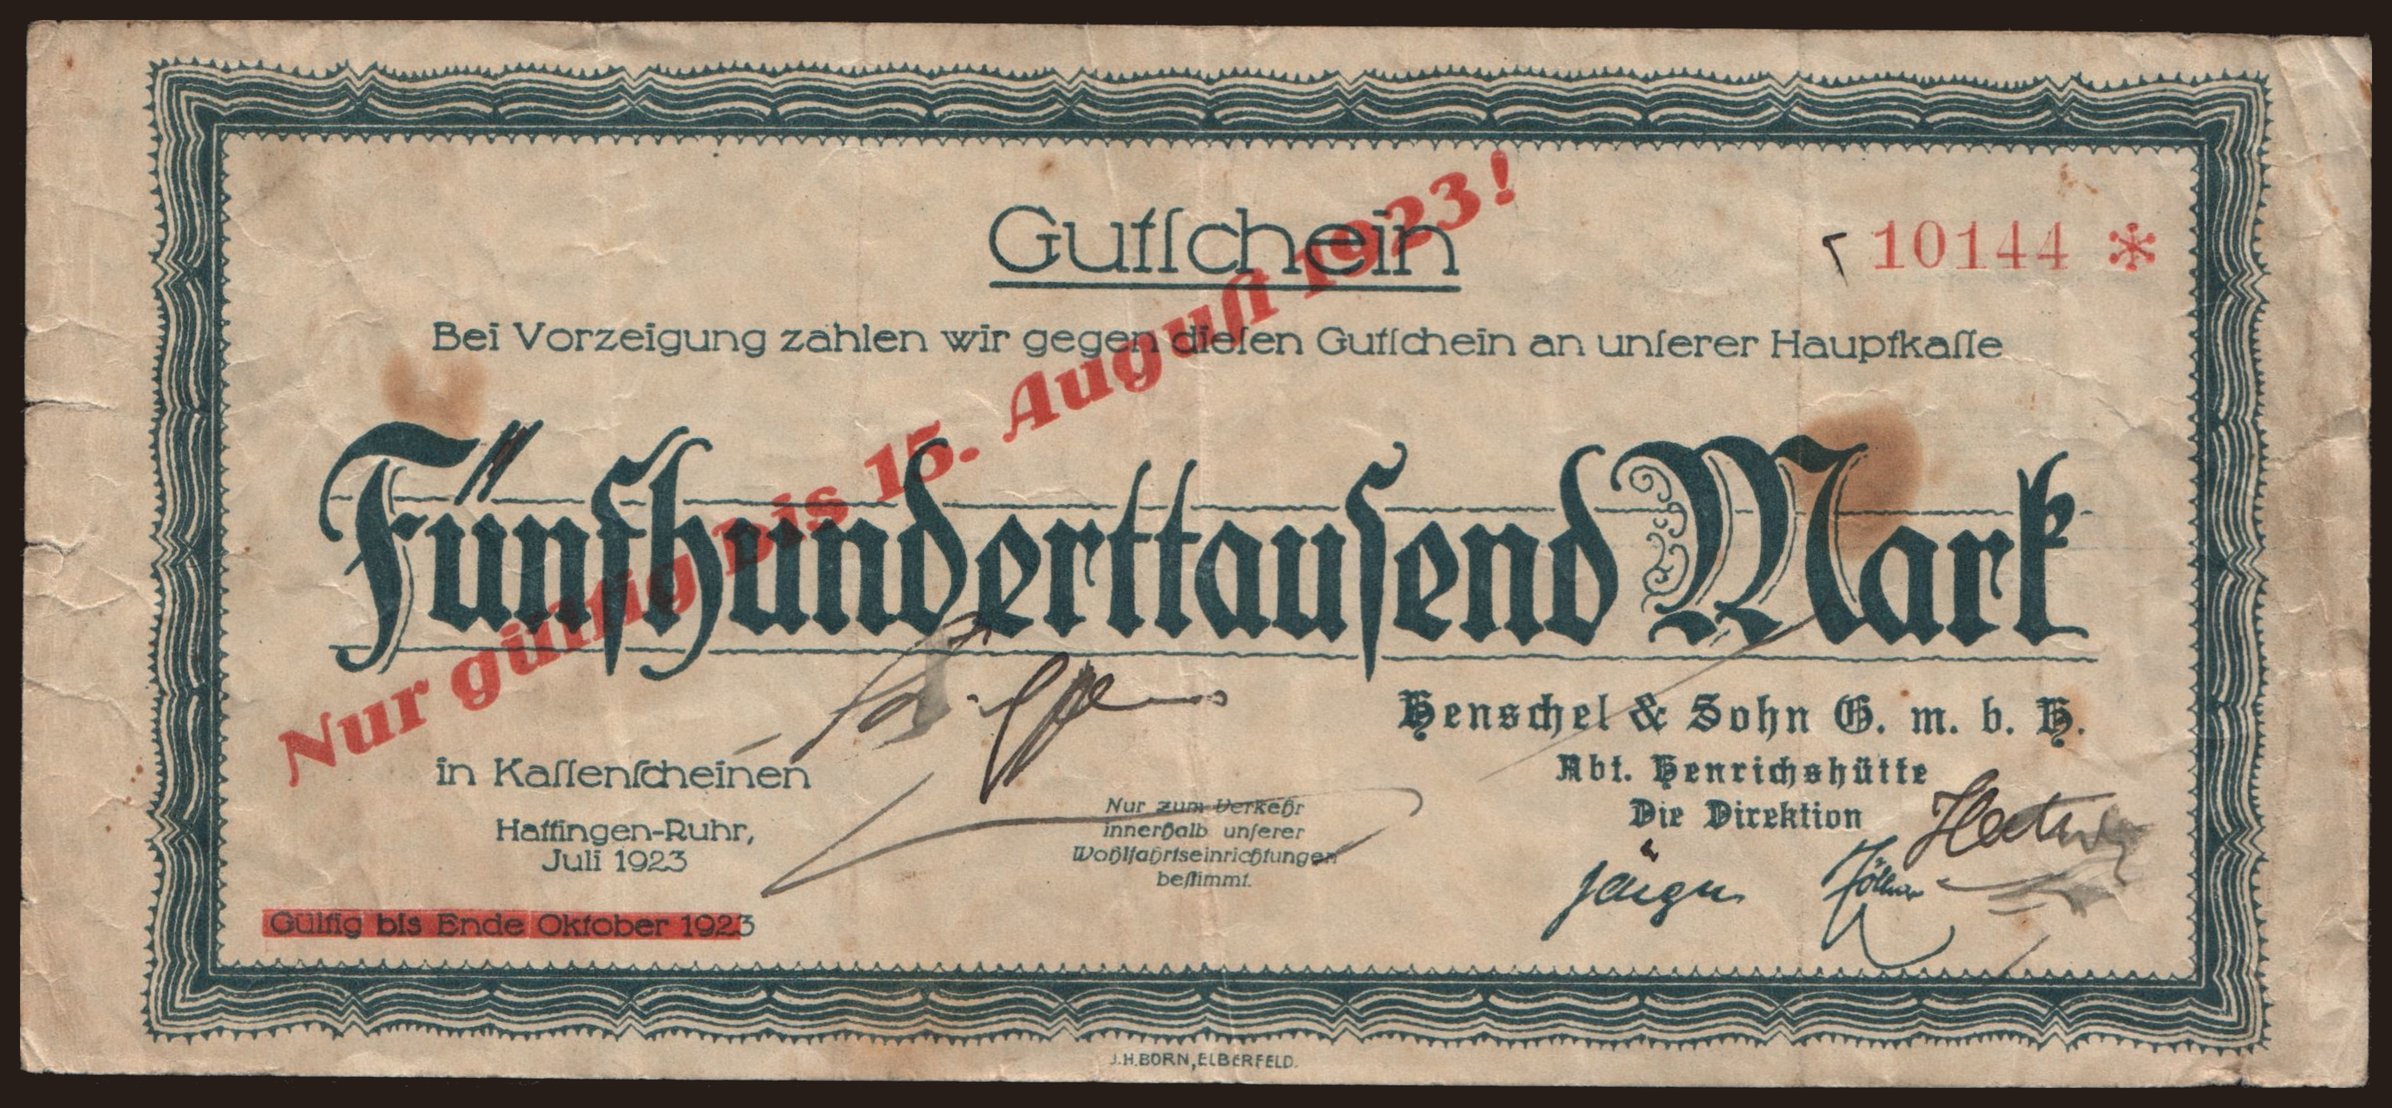 Gutſchein
10144 *
Bei Vorzeigung zahlen wir gegen dieſen Gutſchein an unſerer Hauptkaſſe
Fünfhunderttauſend Mark
Nur gültig bis 15. Auguſt 1923!
in Kaſſenſcheinen
Hattingen-Ruhr,
Juli 1923
Gültig bis Ende Oktober 1923
Nur zum Verkehr
innerhalb unſerer
Wohlfahrtseinrichtungen
beſtimmt.
Henschel & Sohn G. m. b. H.
Abt. Henrichshütte
Die Direktion
J.H.BORN, ELBERFELD.